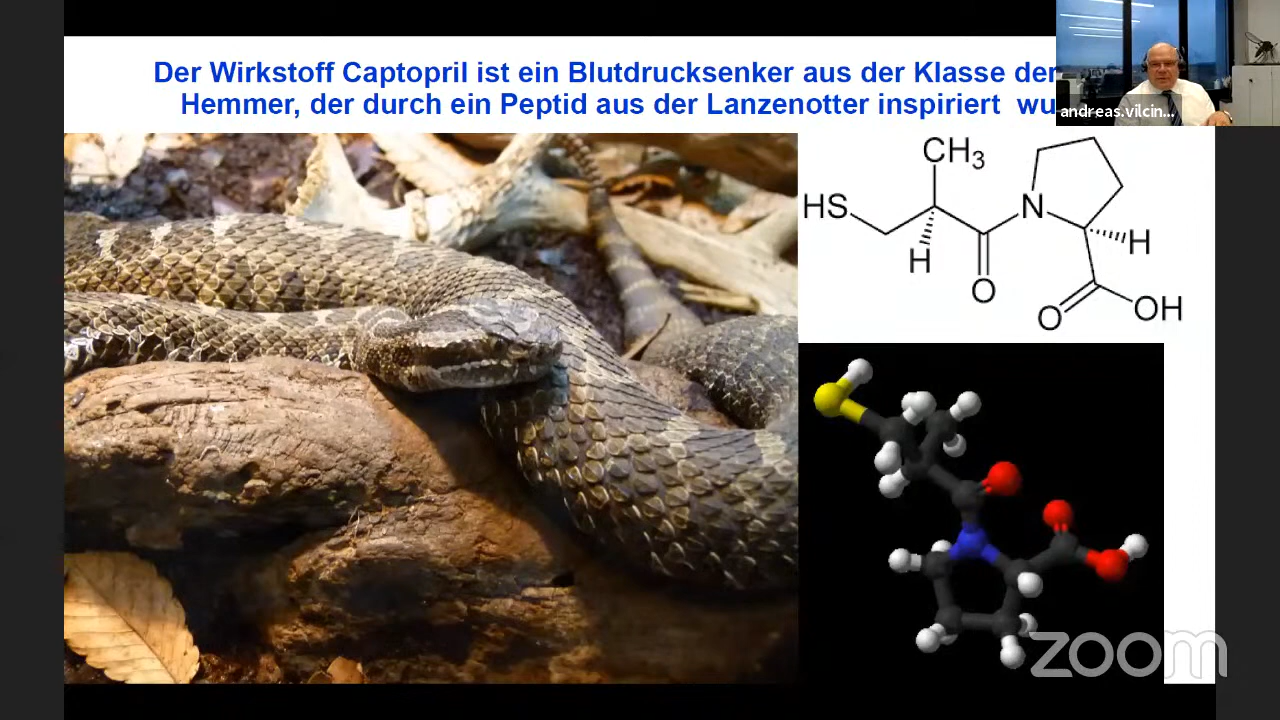 Der Wirkstoff Captopril ist ein Blutdrucksenker aus der Klasse der
Hemmer, der durch ein Peptid aus der Lanzenotter inspiriert wu
andreas.vilcin...
CH3
HS
N
H
H
O
O
OH
zoom